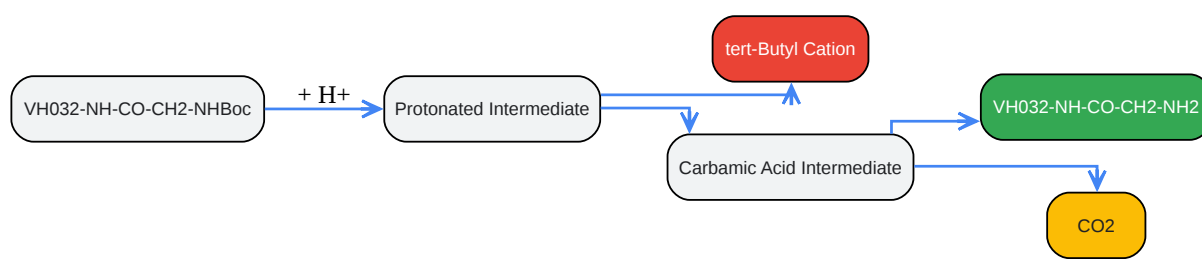 tert-Butyl Cation
VH032-NH-CO-CH2-NHBoc
+ H+
Protonated Intermediate
VH032-NH-CO-CH2-NH2
Carbamic Acid Intermediate
CO2